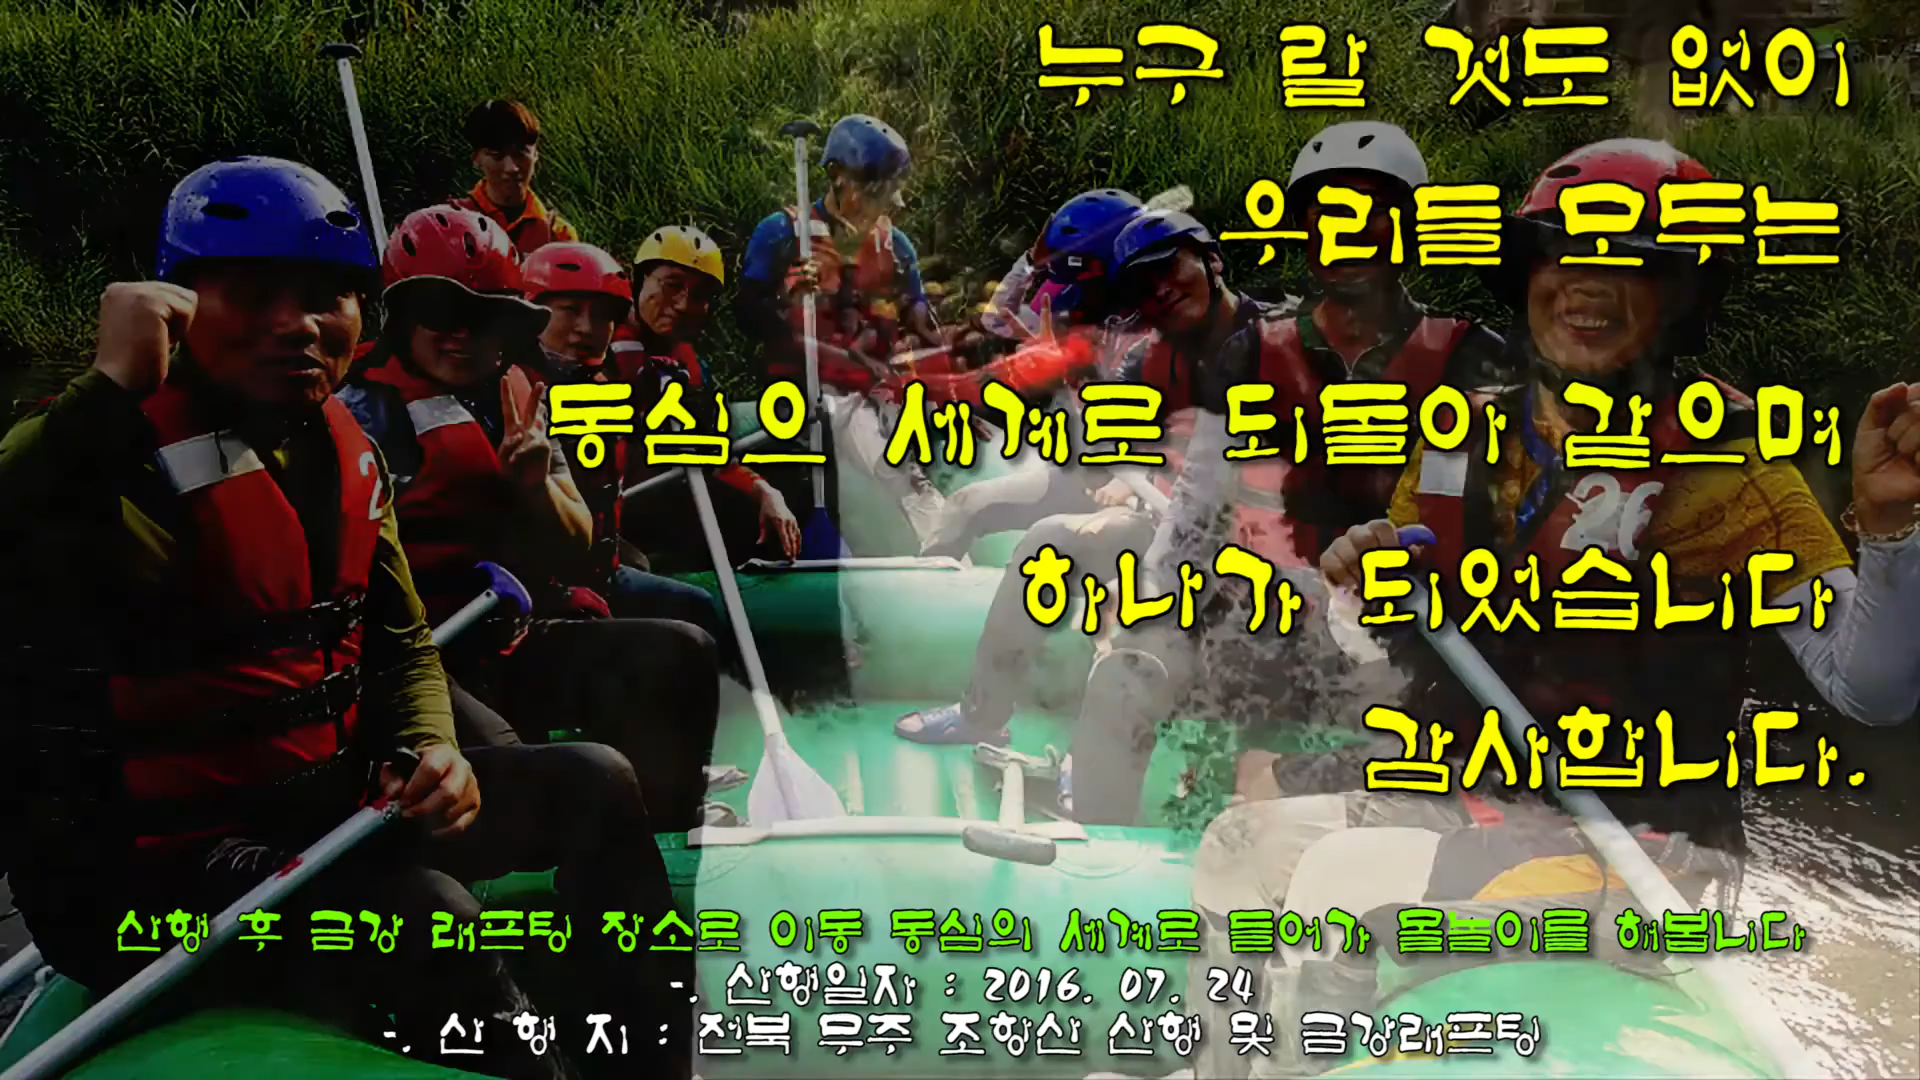 누구 랄 것도 없이
우리들 모두는
동심으 세계로 되돌아 같으며
하나가 되었습니다
감사합니다.
산행 후 금강 래프팅 장소로 이동 동심의 세계로 들어가 물놀이를 해봅니다
-. 산행일자 : 2016. 07. 24
-. 산 행 지 : 전북 무주 조항산 산행 및 금강래프팅
2
26